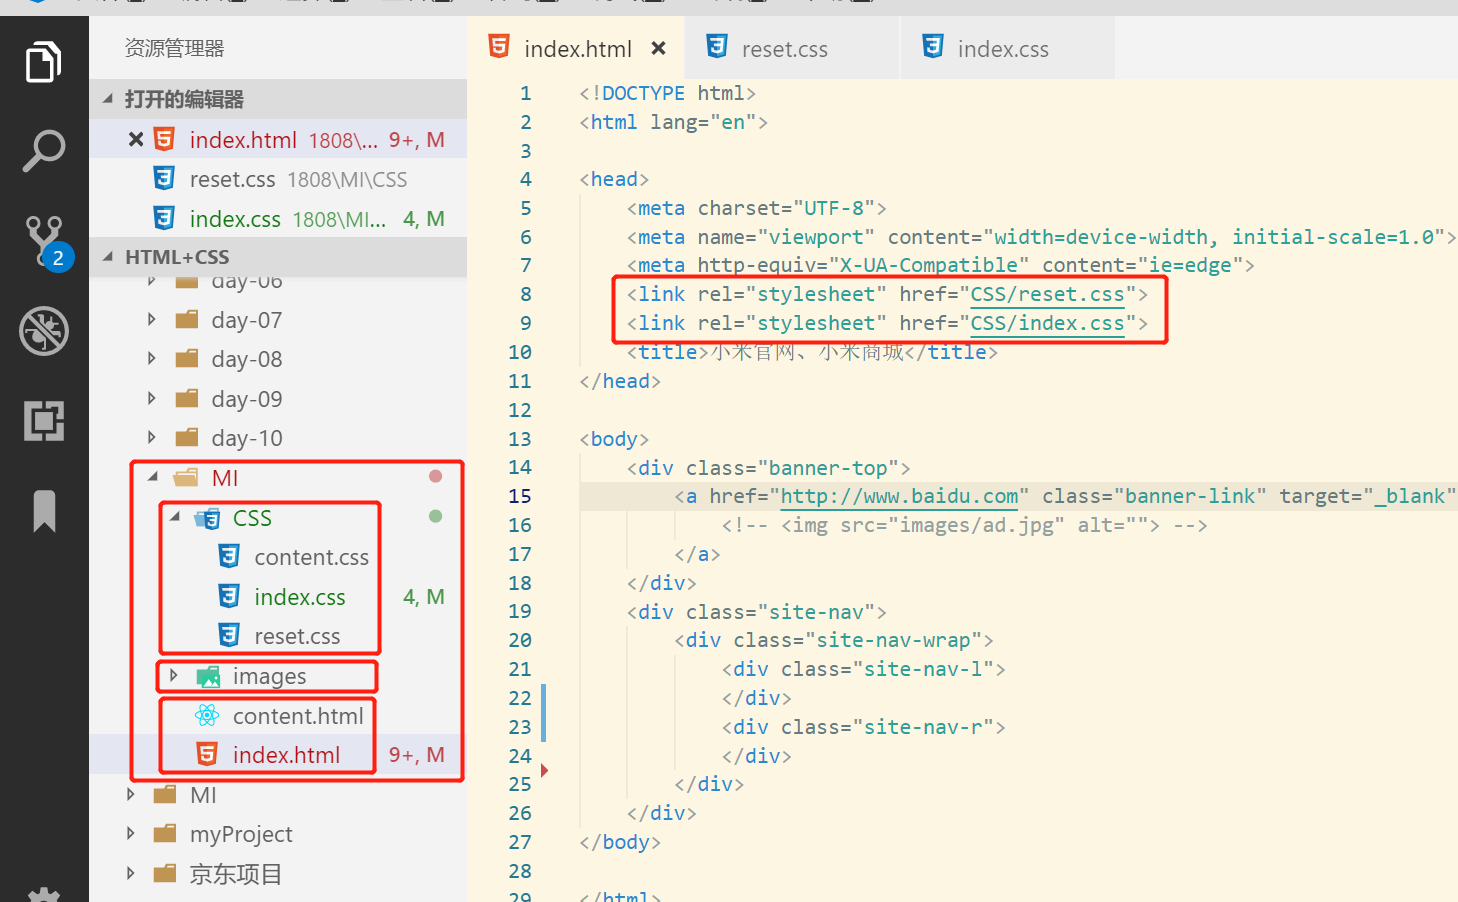 资源管理器
打开的编辑器
index.html 1808\... 9+, M
reset.css 1808\MI\CSS
index.css 1808\MI... 4, M
2
HTML+CSS
day-06
day-07
day-08
day-09
day-10
MI
CSS
content.css
index.css 4, M
reset.css
images
content.html
index.html 9+, M
MI
myProject
京东项目
index.html reset.css index.css
1 <!DOCTYPE html>
2 <html lang="en">
3
4 <head>
5 <meta charset="UTF-8">
6 <meta name="viewport" content="width=device-width, initial-scale=1.0">
7 <meta http-equiv="X-UA-Compatible" content="ie=edge">
8 <link rel="stylesheet" href="CSS/reset.css">
9 <link rel="stylesheet" href="CSS/index.css">
10 <title>小米官网、小米商城</title>
11 </head>
12
13 <body>
14 <div class="banner-top">
15 <a href="http://www.baidu.com" class="banner-link" target="_blank"
16 <!-- <img src="images/ad.jpg" alt=""> -->
17 </a>
18 </div>
19 <div class="site-nav">
20 <div class="site-nav-wrap">
21 <div class="site-nav-l">
22 </div>
23 <div class="site-nav-r">
24 </div>
25 </div>
26 </div>
27 </body>
28
29 </html>